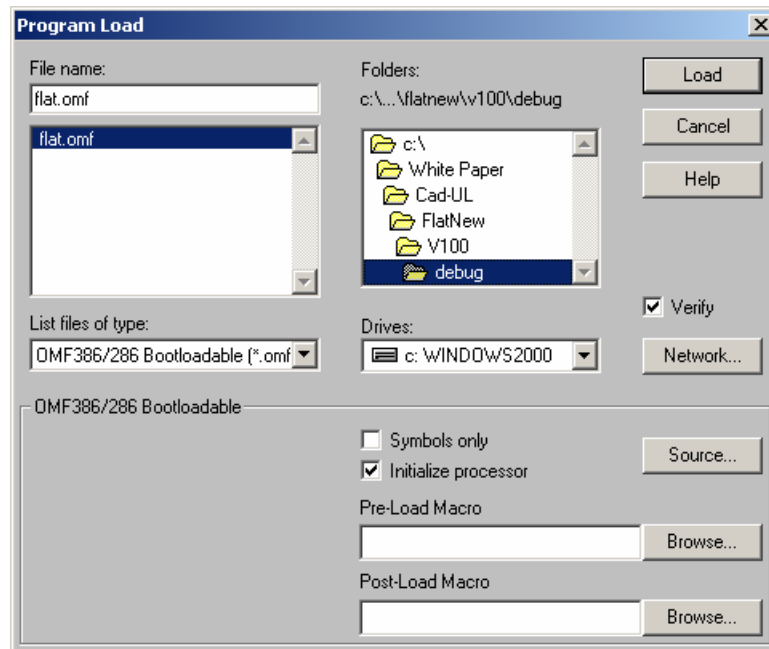 Program Load
File name:
flat.omf
flat.omf
List files of type:
OMF386/286 Bootloadable (*.omf
Folders:
c:\...\flatnew\v100\debug
c:\
White Paper
Cad-UL
FlatNew
V100
debug
Drives:
c: WINDOWS2000
Load
Cancel
Help
Verify
Network...
OMF386/286 Bootloadable
Symbols only
Initialize processor
Source...
Pre-Load Macro
Browse...
Post-Load Macro
Browse...